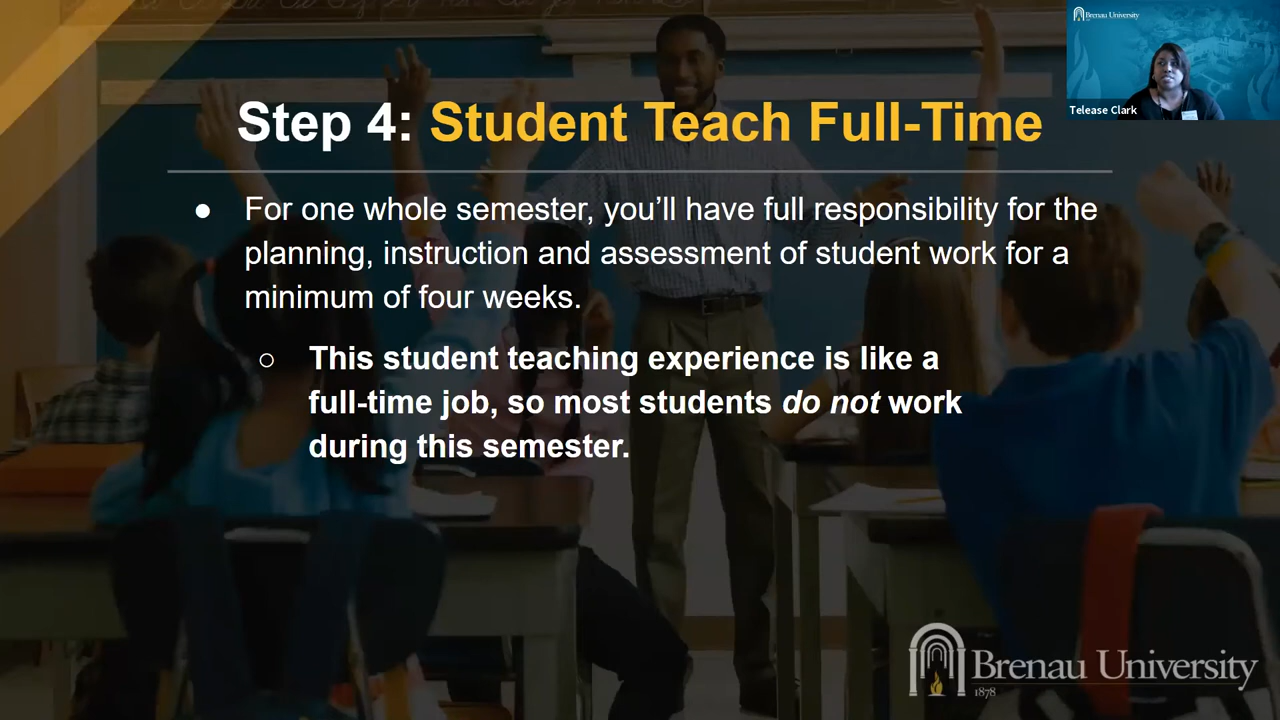 Brenau University
Telease Clark
Step 4: Student Teach Full-Time
● For one whole semester, you’ll have full responsibility for the
planning, instruction and assessment of student work for a
minimum of four weeks.
○ This student teaching experience is like a
full-time job, so most students do not work
during this semester.
Brenau University
1878